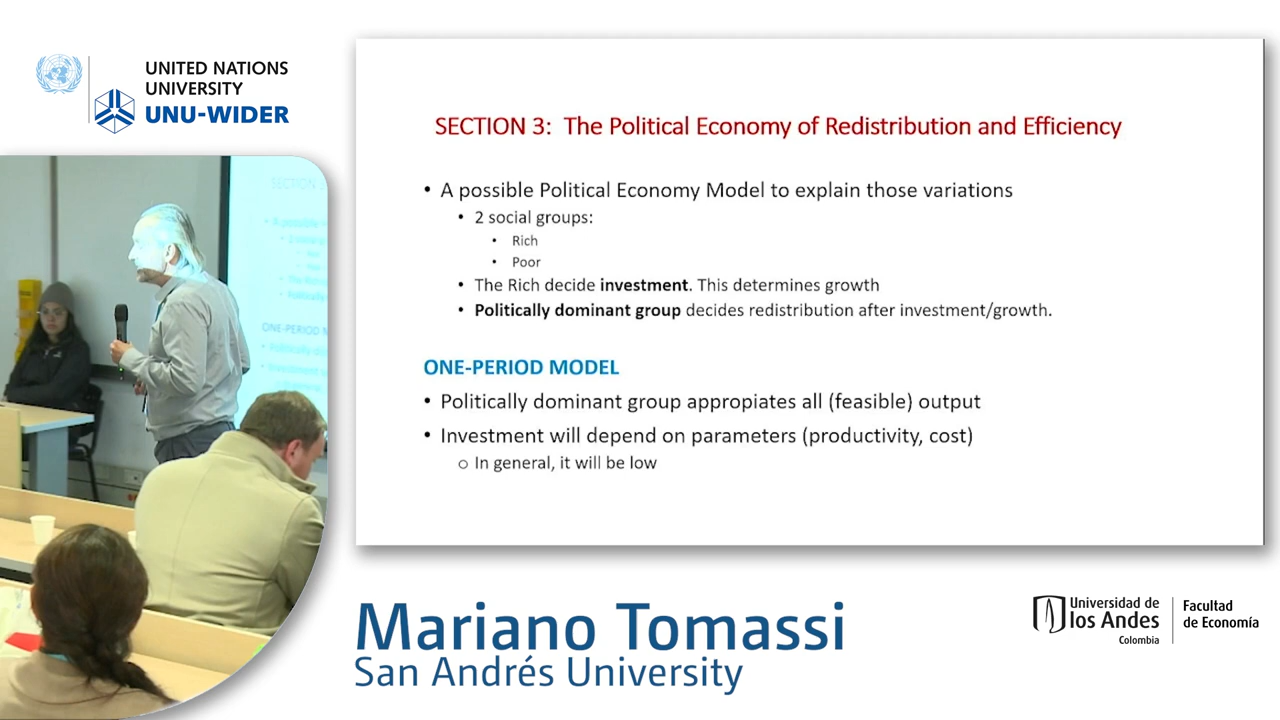 UNITED NATIONS
UNIVERSITY
UNU-WIDER
SECTION 3: The Political Economy of Redistribution and Efficiency
• A possible Political Economy Model to explain those variations
• 2 social groups:
• Rich
• Poor
• The Rich decide investment. This determines growth
• Politically dominant group decides redistribution after investment/growth.
ONE-PERIOD MODEL
• Politically dominant group appropiates all (feasible) output
• Investment will depend on parameters (productivity, cost)
o In general, it will be low
Mariano Tomassi
San Andrés University
Universidad de
los Andes
Colombia
Facultad
de Economía